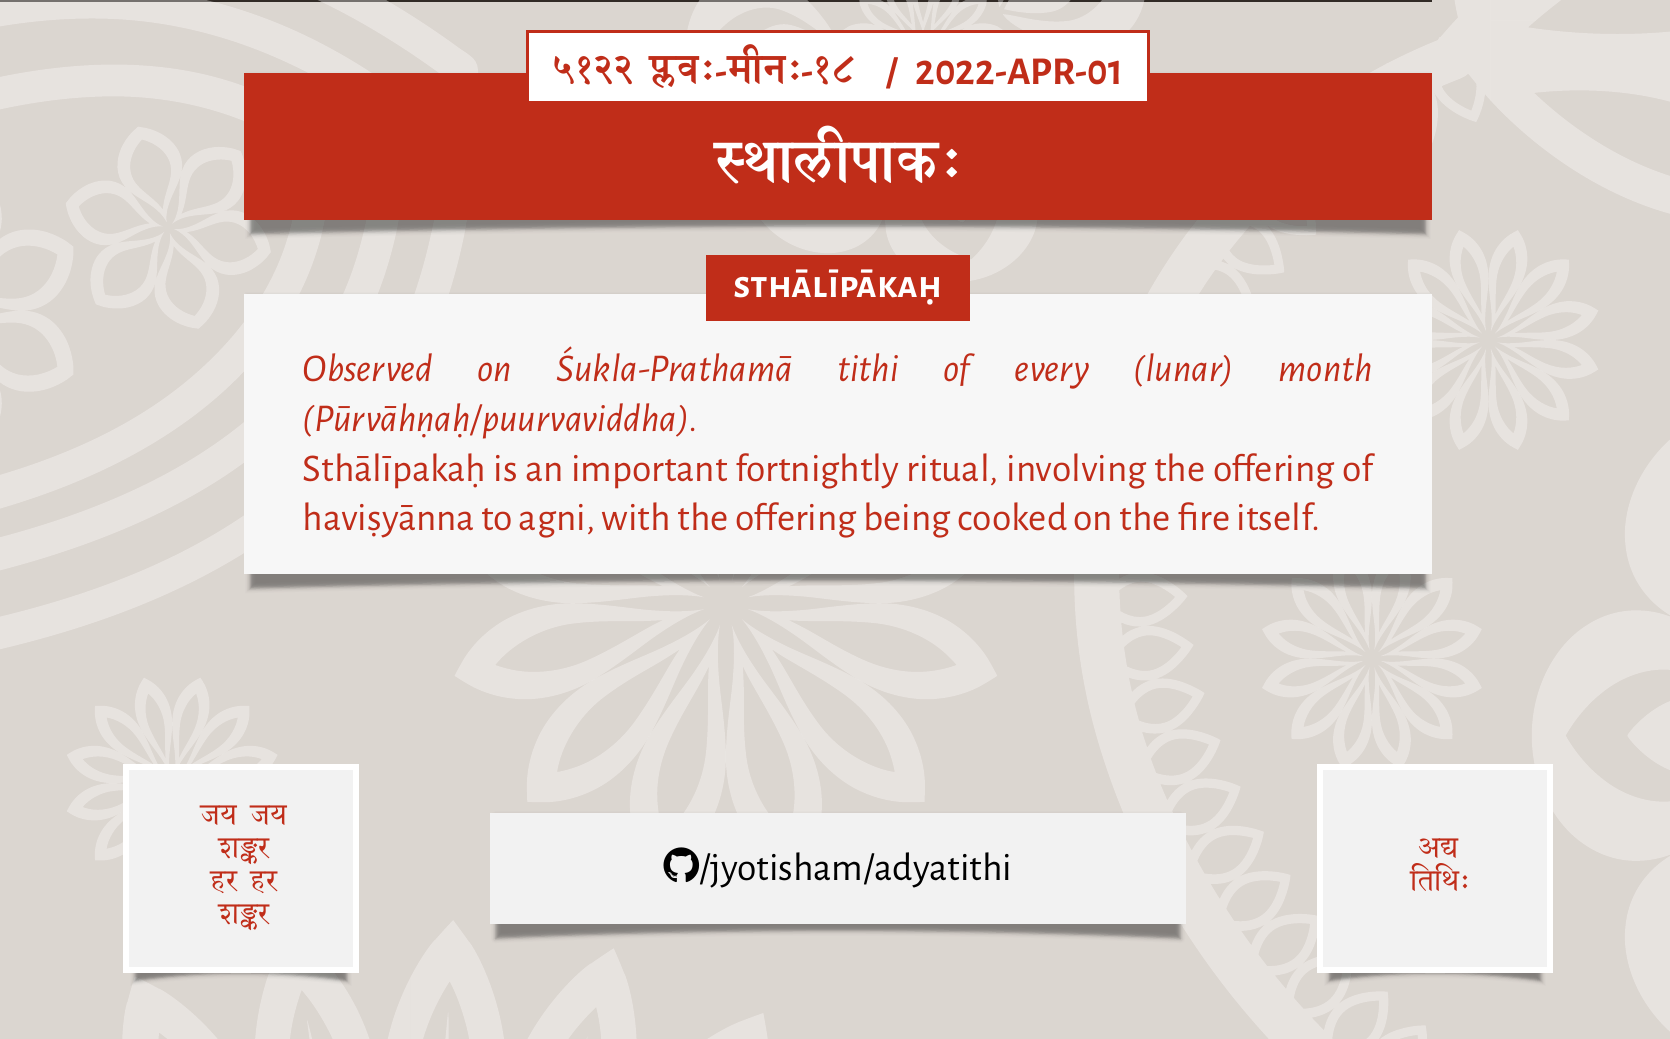 ५१२२ प्लवः-मीनः-१८ / 2022-APR-01
स्थालीपाकः
STHĀLĪPĀKAḤ
Observed on Śukla-Prathamā tithi of every (lunar) month
(Pūrvāhṇaḥ/puurvaviddha).
Sthālīpakaḥ is an important fortnightly ritual, involving the offering of
haviṣyānna to agni, with the offering being cooked on the fire itself.
जय जय
शङ्कर
हर हर
शङ्कर
/jyotisham/adyatithi
अद्य
तिथिः